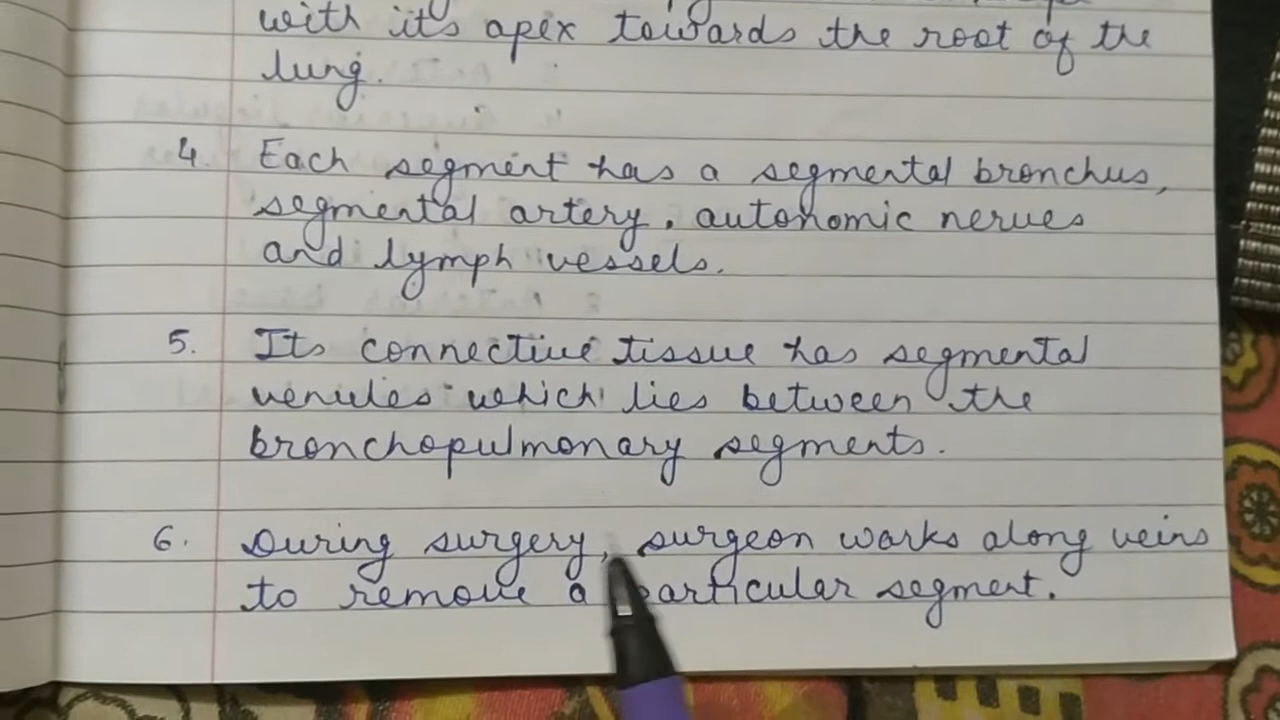 with it's apex towards the root of the
lung.
4. Each segment has a segmental bronchus,
segmental artery, autonomic nerves
and lymph vessels.
5. Its connective tissue has segmental
venules which lies between the
bronchopulmonary segments.
6. During surgery, surgeon works along veins
to remove a particular segment.